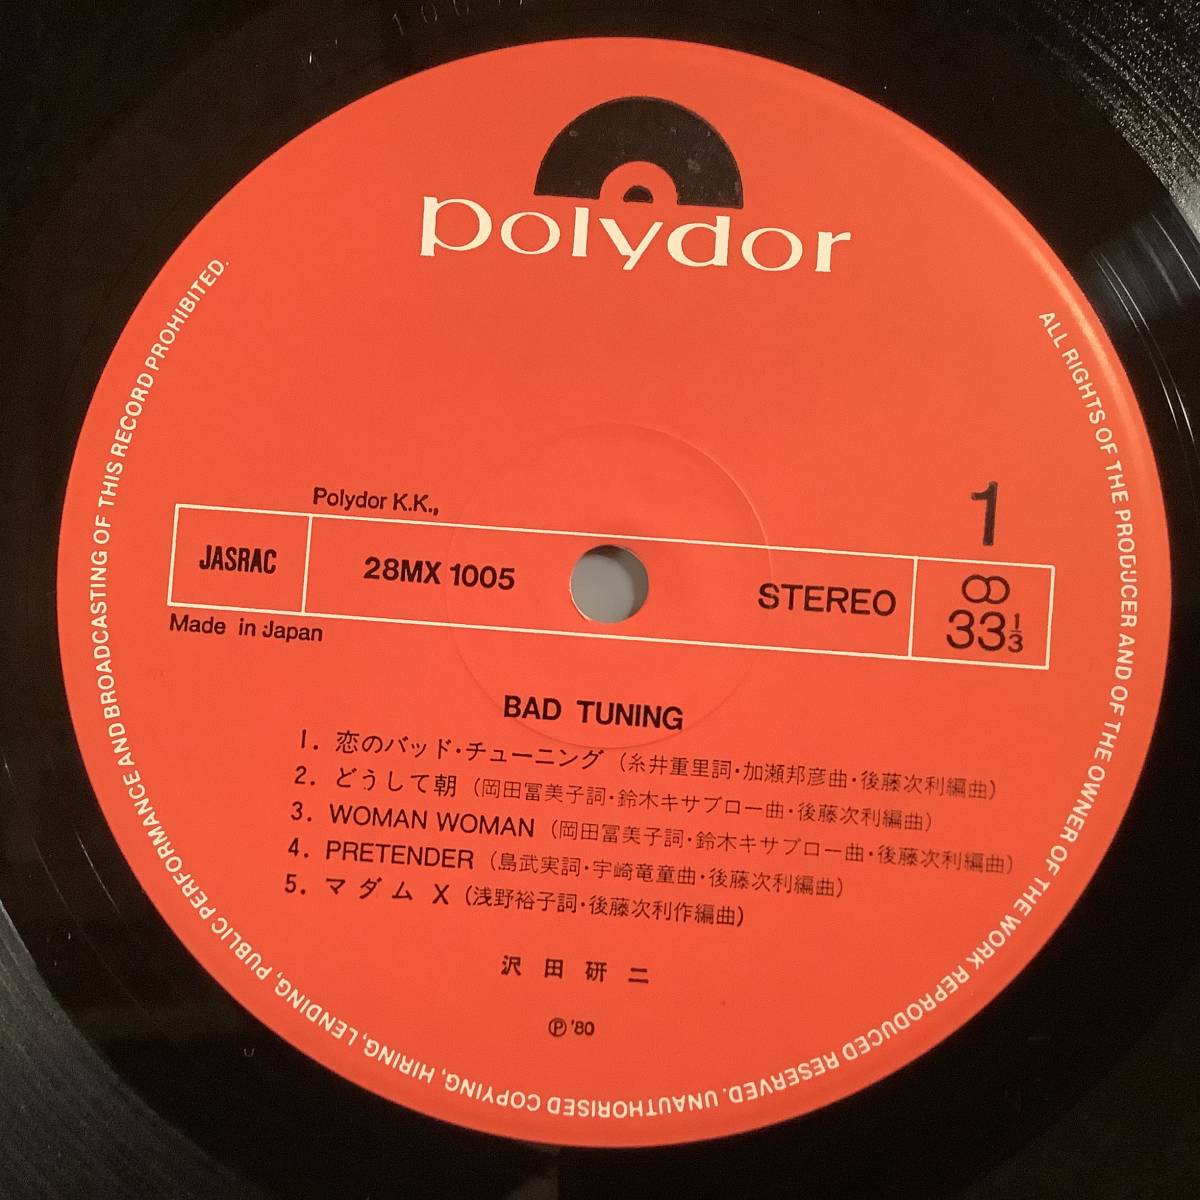 polydor
1
Polydor K.K.,
JASRAC
28MX 1005
STEREO
33 1/3
Made in Japan
BAD TUNING
1. 恋のバッド・チューニング (糸井重里詞・加瀬邦彦曲・後藤次利編曲)
2. どうして朝 (岡田冨美子詞・鈴木キサブロー曲・後藤次利編曲)
3. WOMAN WOMAN (岡田冨美子詞・鈴木キサブロー曲・後藤次利編曲)
4. PRETENDER (島武実詞・宇崎竜童曲・後藤次利編曲)
5. マダム X (浅野裕子詞・後藤次利作編曲)
沢田研二
Ⓟ '80
ALL RIGHTS OF THE PRODUCER AND OF THE OWNER OF THE WORK REPRODUCED RESERVED. UNAUTHORISED COPYING, HIRING, LENDING, PUBLIC PERFORMANCE AND BROADCASTING OF THIS RECORD PROHIBITED.